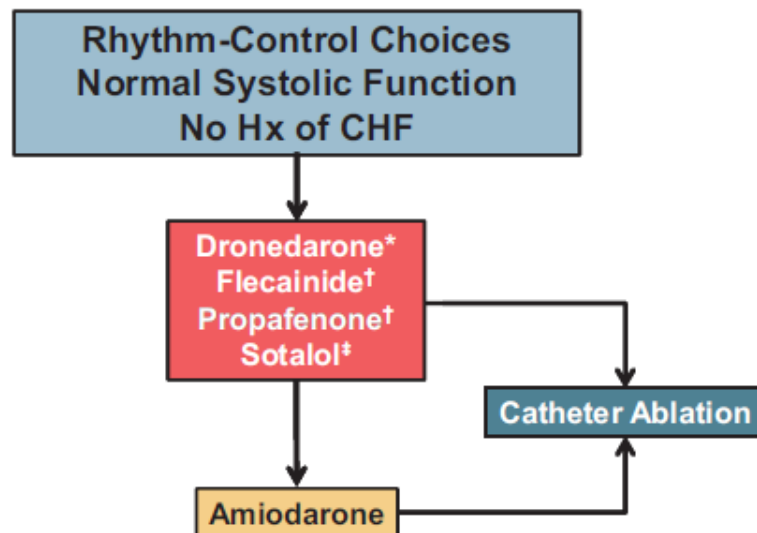 Rhythm-Control Choices
Normal Systolic Function
No Hx of CHF
Dronedarone*
Flecainide†
Propafenone†
Sotalol‡
Catheter Ablation
Amiodarone